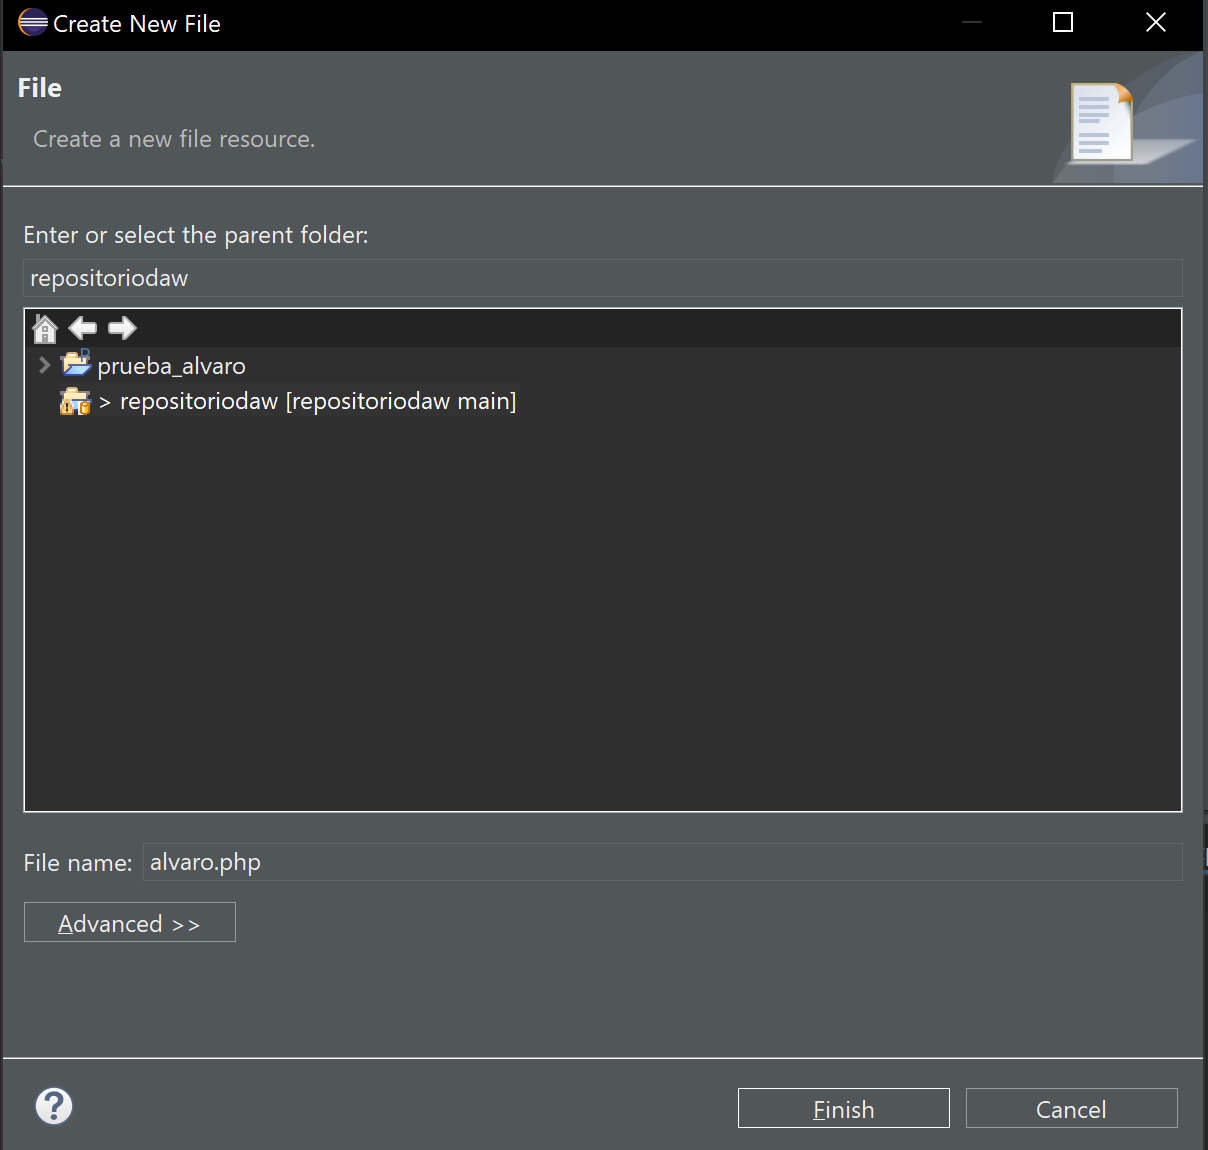 Create New File
File
Create a new file resource.
Enter or select the parent folder:
repositoriodaw
prueba_alvaro
> repositoriodaw [repositoriodaw main]
File name: alvaro.php
Advanced >>
Finish Cancel